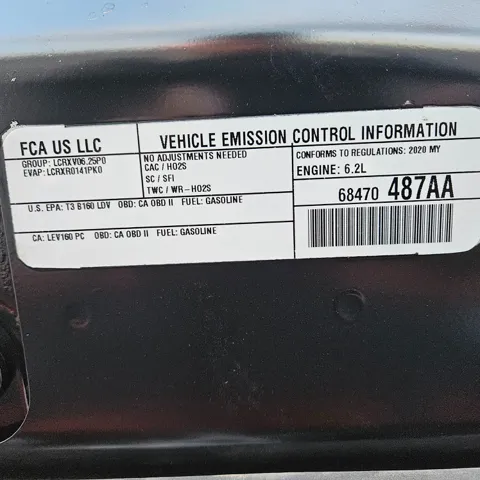 FCA US LLC
GROUP: LCRXV06.25P0
EVAP: LCRXR0141PK0
VEHICLE EMISSION CONTROL INFORMATION
NO ADJUSTMENTS NEEDED
CAC / HO2S
SC / SFI
TWC / WR-HO2S
CONFORMS TO REGULATIONS: 2020 MY
ENGINE: 6.2L
68470 487AA
U.S. EPA: T3 B160 LDV OBD: CA OBD II FUEL: GASOLINE
CA: LEV160 PC OBD: CA OBD II FUEL: GASOLINE